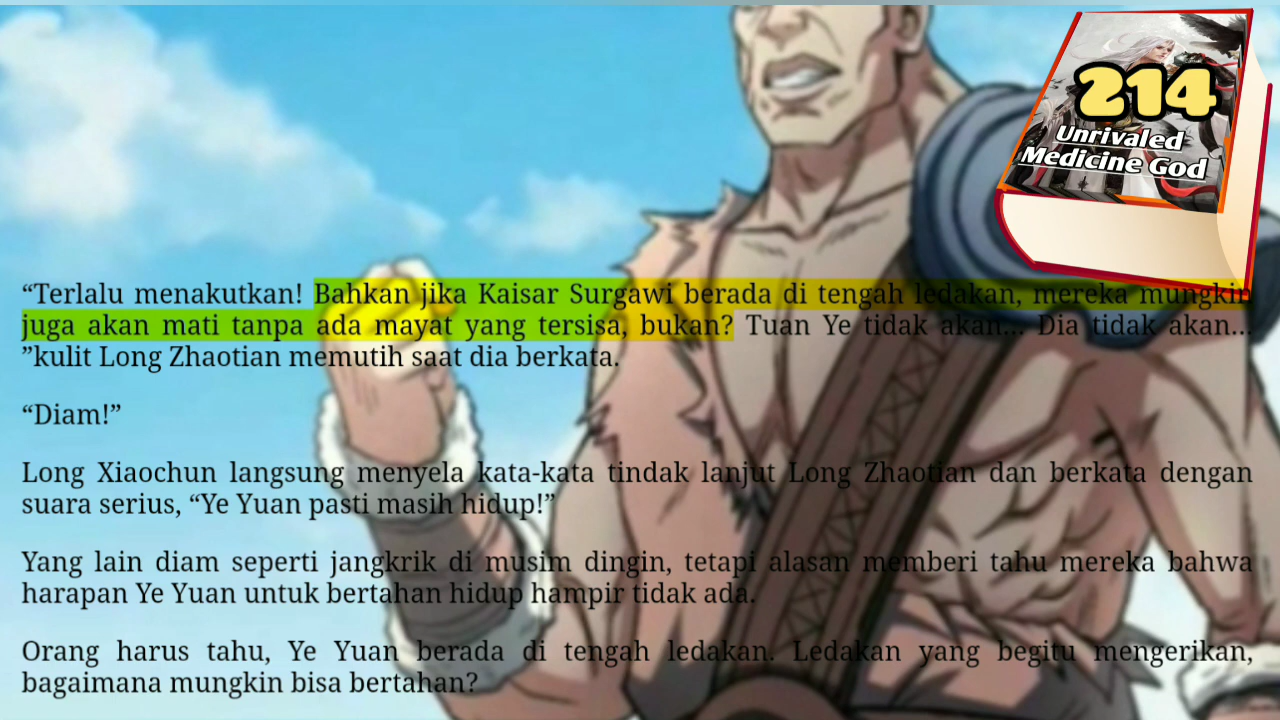 214
Unrivaled
Medicine God
“Terlalu menakutkan! Bahkan jika Kaisar Surgawi berada di tengah ledakan, mereka mungkin
juga akan mati tanpa ada mayat yang tersisa, bukan? Tuan Ye tidak akan... Dia tidak akan...
”kulit Long Zhaotian memutih saat dia berkata.
“Diam!”
Long Xiaochun langsung menyela kata-kata tindak lanjut Long Zhaotian dan berkata dengan
suara serius, “Ye Yuan pasti masih hidup!”
Yang lain diam seperti jangkrik di musim dingin, tetapi alasan memberi tahu mereka bahwa
harapan Ye Yuan untuk bertahan hidup hampir tidak ada.
Orang harus tahu, Ye Yuan berada di tengah ledakan. Ledakan yang begitu mengerikan,
bagaimana mungkin bisa bertahan?